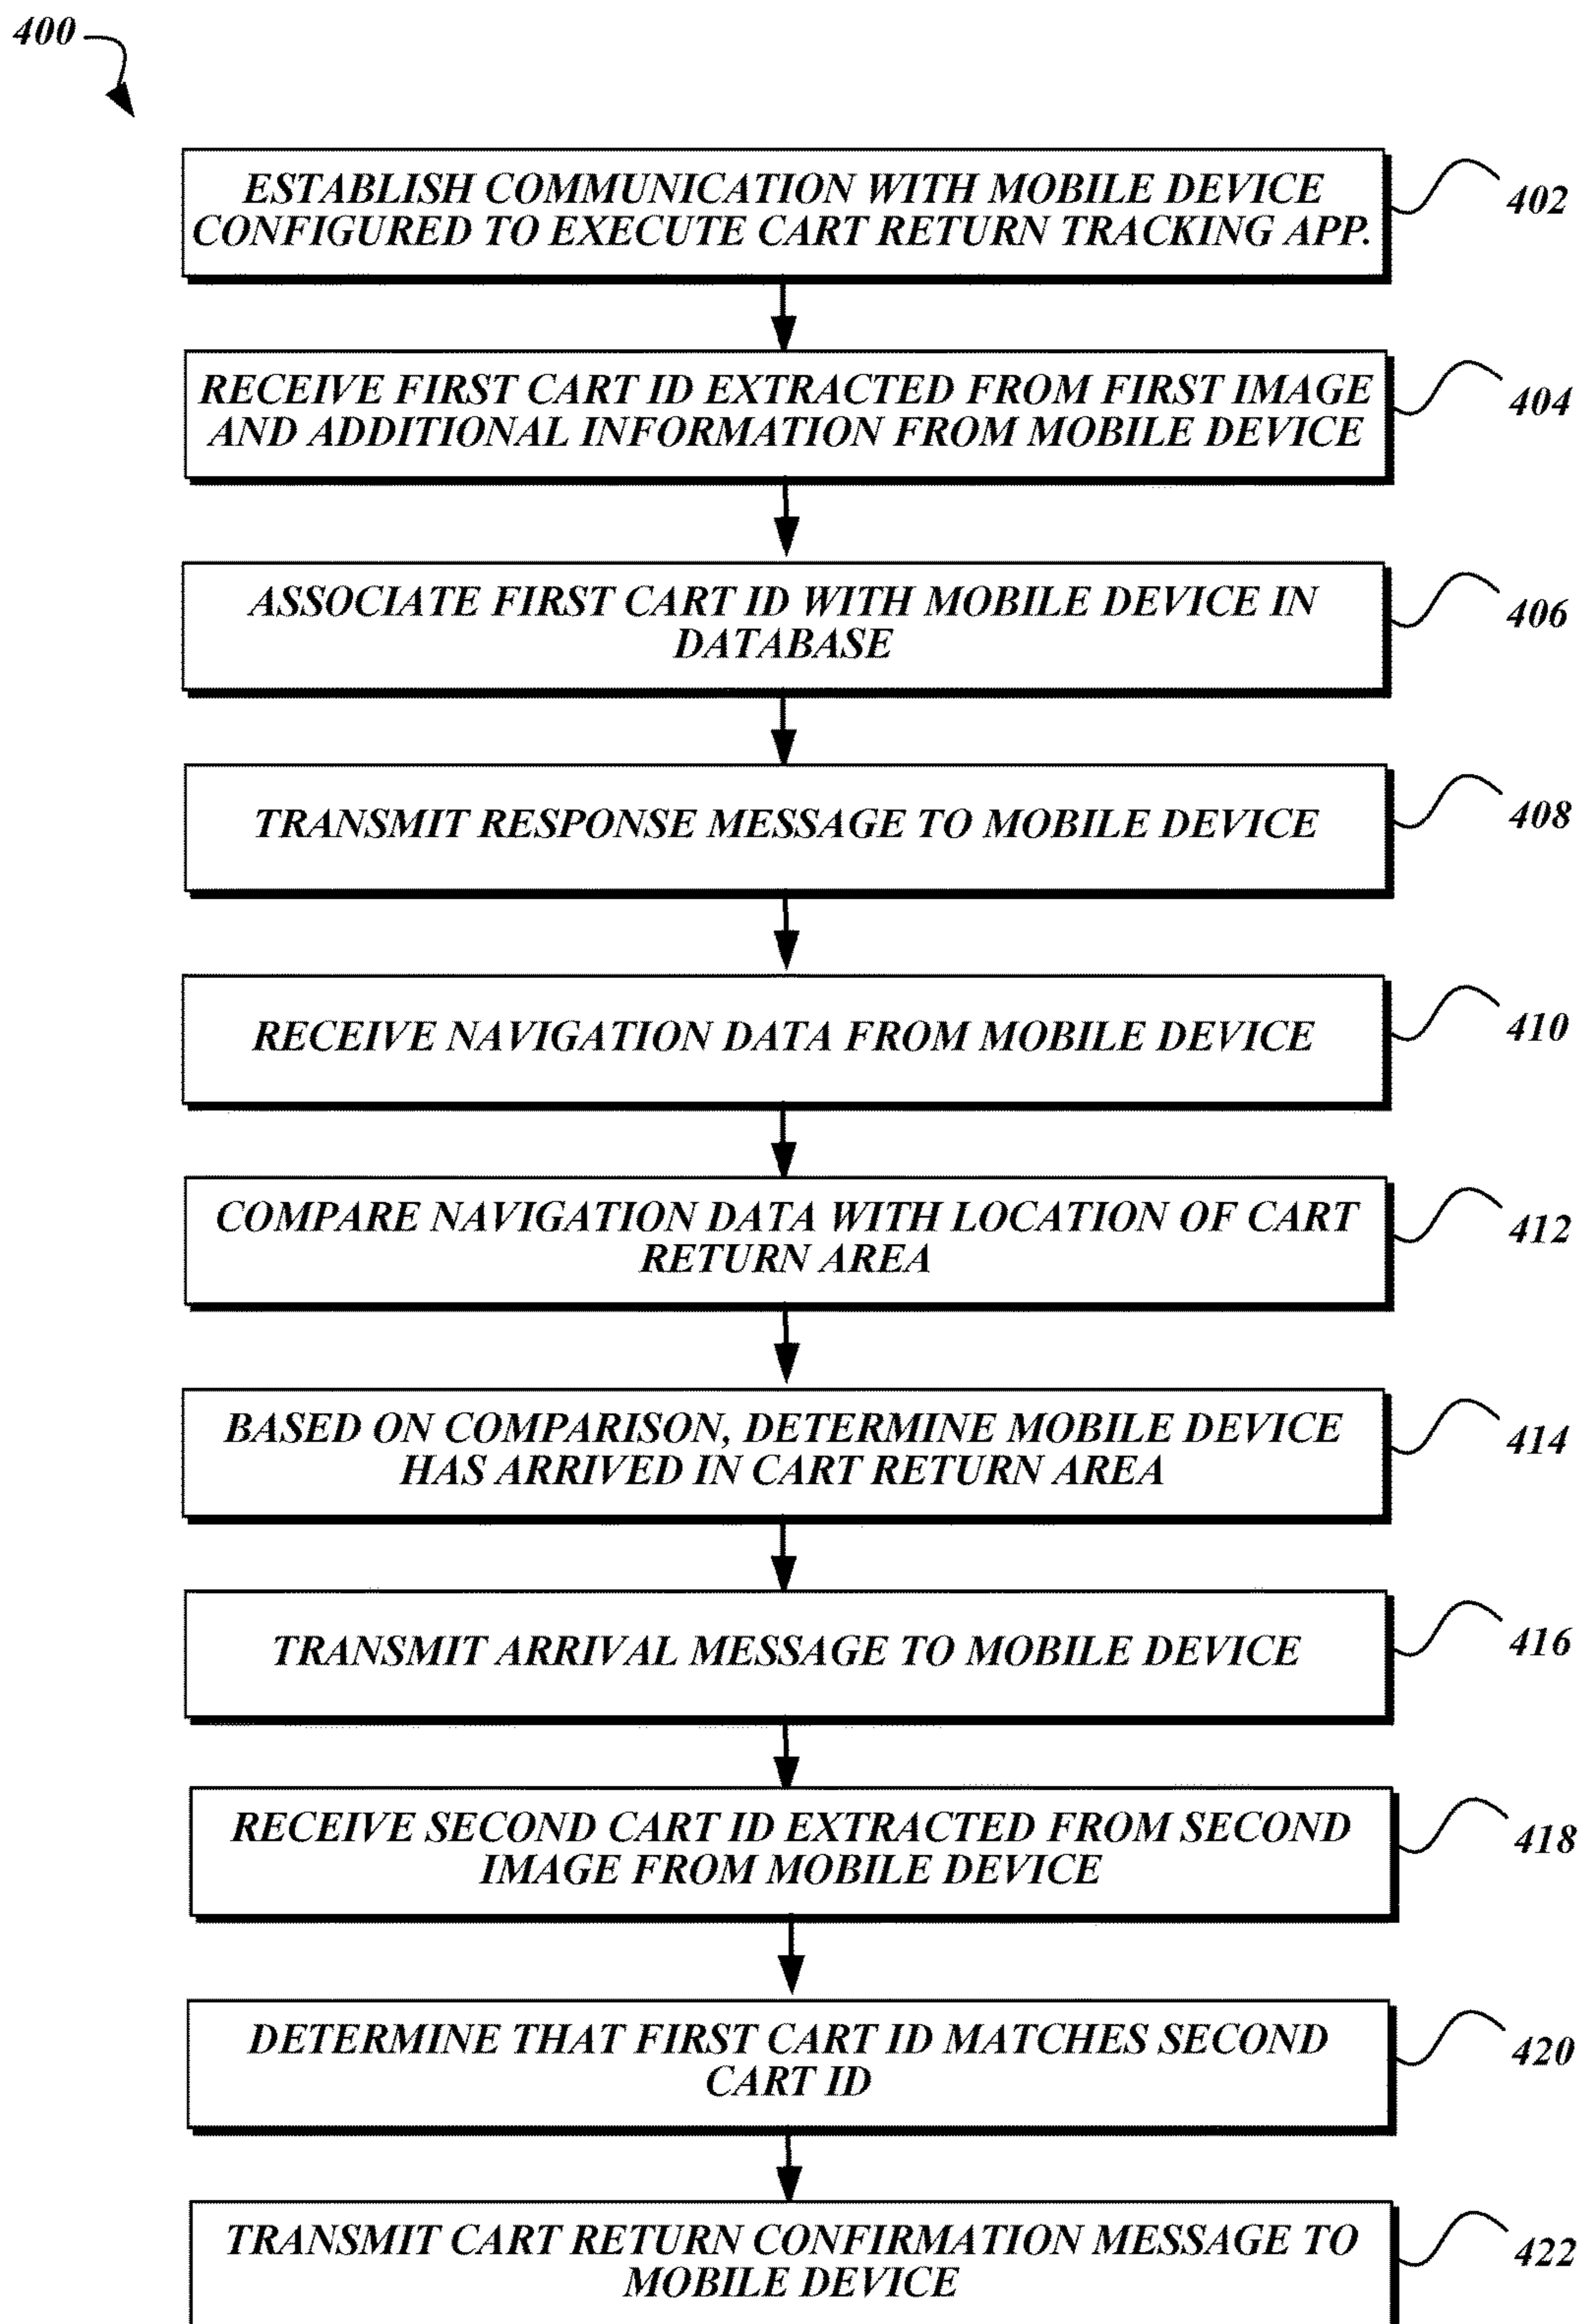 400
ESTABLISH COMMUNICATION WITH MOBILE DEVICE
CONFIGURED TO EXECUTE CART RETURN TRACKING APP.
402
RECEIVE FIRST CART ID EXTRACTED FROM FIRST IMAGE
AND ADDITIONAL INFORMATION FROM MOBILE DEVICE
404
ASSOCIATE FIRST CART ID WITH MOBILE DEVICE IN
DATABASE
406
TRANSMIT RESPONSE MESSAGE TO MOBILE DEVICE
408
RECEIVE NAVIGATION DATA FROM MOBILE DEVICE
410
COMPARE NAVIGATION DATA WITH LOCATION OF CART
RETURN AREA
412
BASED ON COMPARISON, DETERMINE MOBILE DEVICE
HAS ARRIVED IN CART RETURN AREA
414
TRANSMIT ARRIVAL MESSAGE TO MOBILE DEVICE
416
RECEIVE SECOND CART ID EXTRACTED FROM SECOND
IMAGE FROM MOBILE DEVICE
418
DETERMINE THAT FIRST CART ID MATCHES SECOND
CART ID
420
TRANSMIT CART RETURN CONFIRMATION MESSAGE TO
MOBILE DEVICE
422